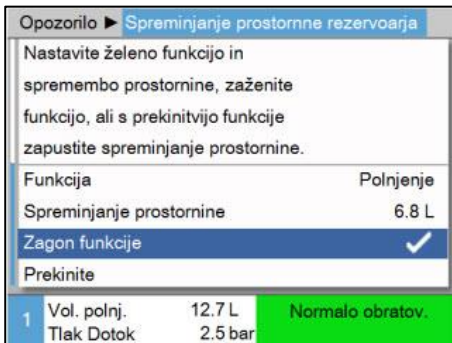 Opozorilo ► Spreminjanje prostornne rezervoarja
Nastavite želeno funkcijo in
spremembo prostornine, zaženite
funkcijo, ali s prekinitvijo funkcije
zapustite spreminjanje prostornine.
Funkcija Polnjenje
Spreminjanje prostornine 6.8 L
Zagon funkcije ✓
Prekinite
1 Vol. polnj. 12.7 L Normalo obratov.
Tlak Dotok 2.5 bar